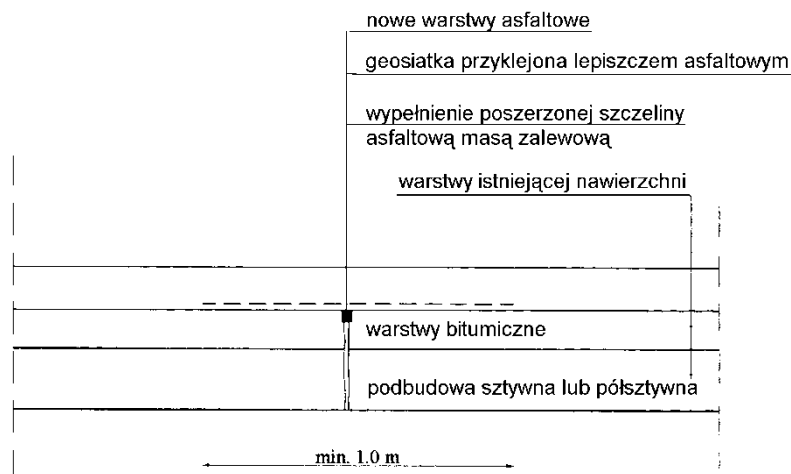 nowe warstwy asfaltowe
geosiatka przyklejona lepiszczem asfaltowym
wypełnienie poszerzonej szczeliny
asfaltową masą zalewową
warstwy istniejącej nawierzchni
warstwy bitumiczne
podbudowa sztywna lub półsztywna
min. 1.0 m